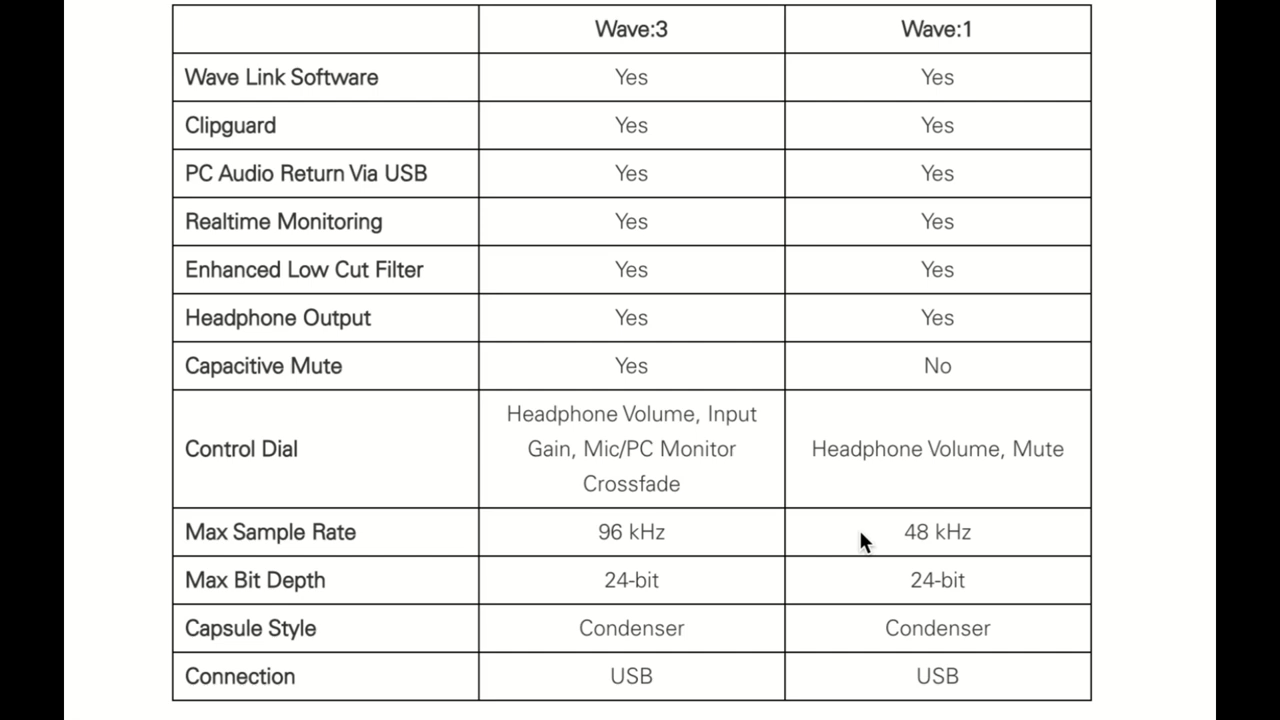 Wave:3 Wave:1
Wave Link Software Yes Yes
Clipguard Yes Yes
PC Audio Return Via USB Yes Yes
Realtime Monitoring Yes Yes
Enhanced Low Cut Filter Yes Yes
Headphone Output Yes Yes
Capacitive Mute Yes No
Control Dial Headphone Volume, Input
Gain, Mic/PC Monitor
Crossfade Headphone Volume, Mute
Max Sample Rate 96 kHz 48 kHz
Max Bit Depth 24-bit 24-bit
Capsule Style Condenser Condenser
Connection USB USB